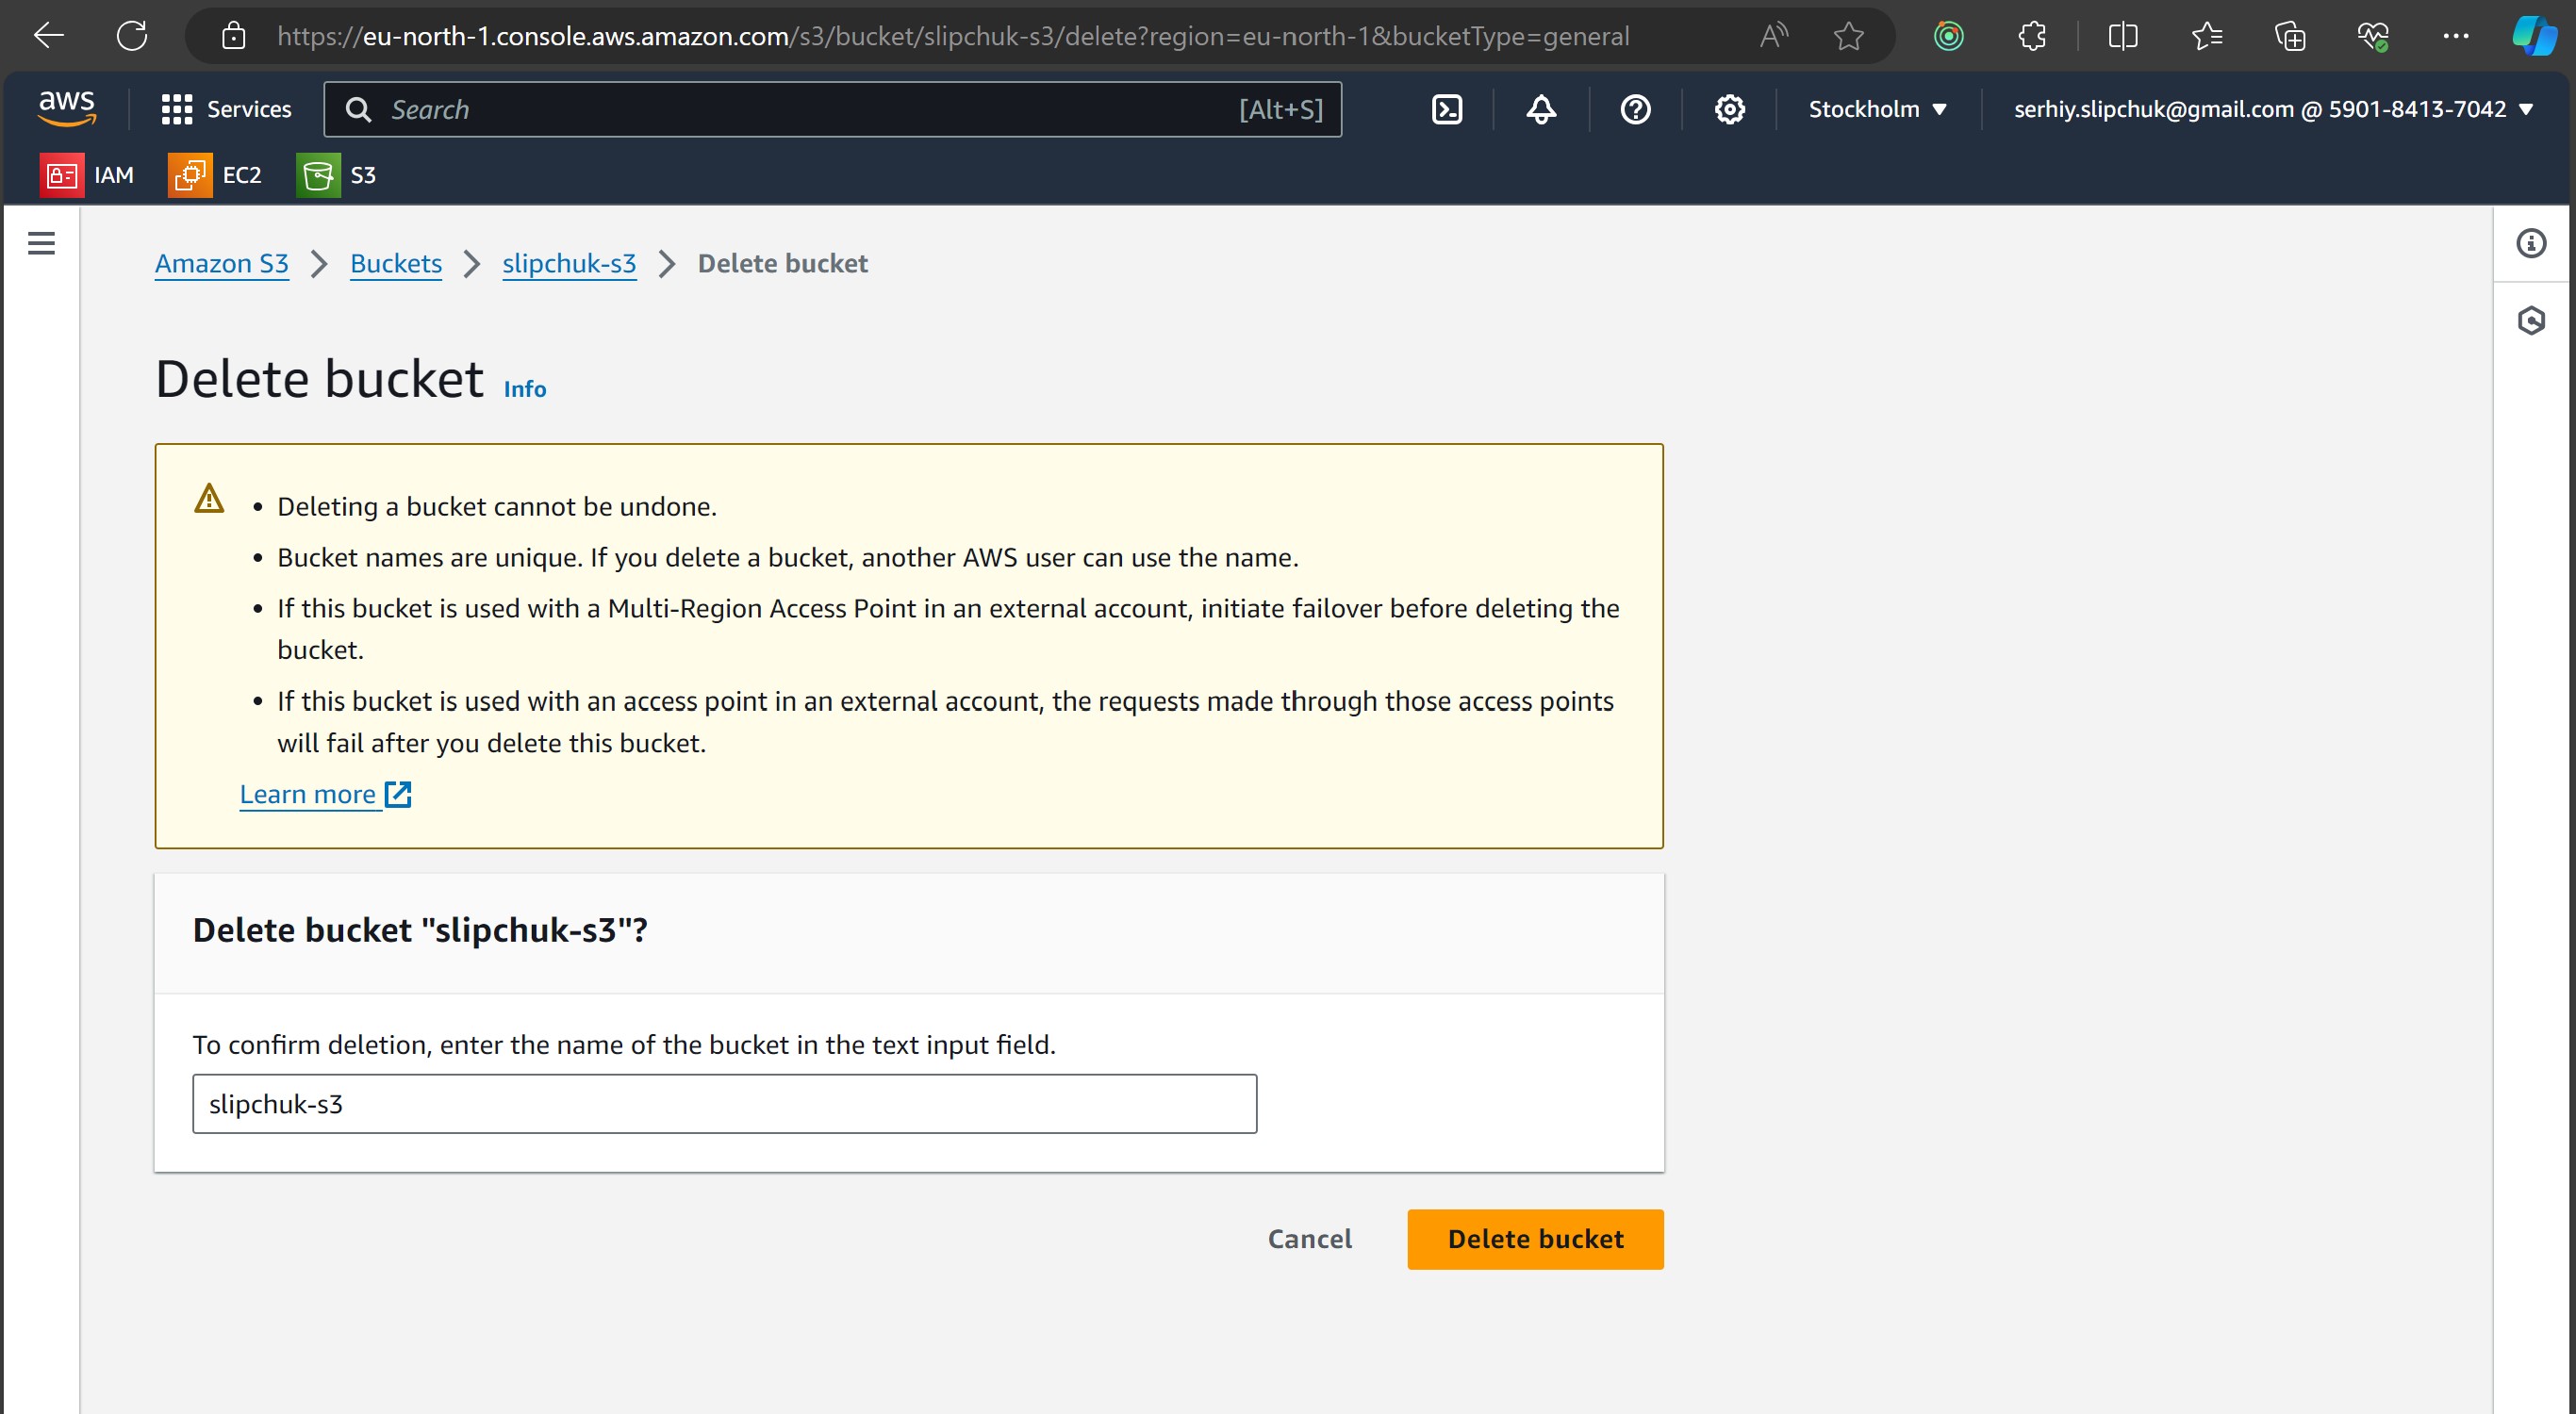 https://eu-north-1.console.aws.amazon.com/s3/bucket/slipchuk-s3/delete?region=eu-north-1&bucketType=general
aws
Services
Search
[Alt+S]
Stockholm
serhiy.slipchuk@gmail.com @ 5901-8413-7042
IAM
EC2
S3
Amazon S3
Buckets
slipchuk-s3
Delete bucket
Delete bucket
Info
• Deleting a bucket cannot be undone.
• Bucket names are unique. If you delete a bucket, another AWS user can use the name.
• If this bucket is used with a Multi-Region Access Point in an external account, initiate failover before deleting the
bucket.
• If this bucket is used with an access point in an external account, the requests made through those access points
will fail after you delete this bucket.
Learn more
Delete bucket "slipchuk-s3"?
To confirm deletion, enter the name of the bucket in the text input field.
slipchuk-s3
Cancel
Delete bucket